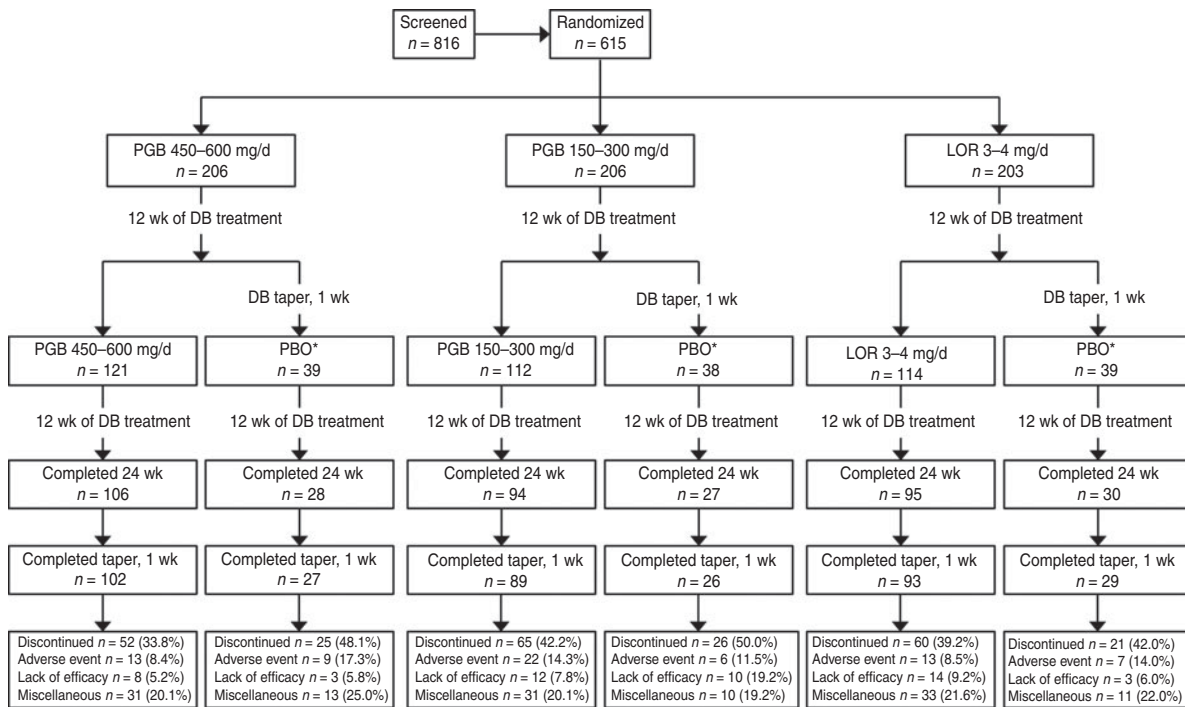 Screened
n = 816
Randomized
n = 615
PGB 450–600 mg/d
n = 206
PGB 150–300 mg/d
n = 206
LOR 3–4 mg/d
n = 203
12 wk of DB treatment
12 wk of DB treatment
12 wk of DB treatment
DB taper, 1 wk
DB taper, 1 wk
DB taper, 1 wk
PGB 450–600 mg/d
n = 121
PBO*
n = 39
PGB 150–300 mg/d
n = 112
PBO*
n = 38
LOR 3–4 mg/d
n = 114
PBO*
n = 39
12 wk of DB treatment
12 wk of DB treatment
12 wk of DB treatment
12 wk of DB treatment
12 wk of DB treatment
12 wk of DB treatment
Completed 24 wk
n = 106
Completed 24 wk
n = 28
Completed 24 wk
n = 94
Completed 24 wk
n = 27
Completed 24 wk
n = 95
Completed 24 wk
n = 30
Completed taper, 1 wk
n = 102
Completed taper, 1 wk
n = 27
Completed taper, 1 wk
n = 89
Completed taper, 1 wk
n = 26
Completed taper, 1 wk
n = 93
Completed taper, 1 wk
n = 29
Discontinued n = 52 (33.8%)
Adverse event n = 13 (8.4%)
Lack of efficacy n = 8 (5.2%)
Miscellaneous n = 31 (20.1%)
Discontinued n = 25 (48.1%)
Adverse event n = 9 (17.3%)
Lack of efficacy n = 3 (5.8%)
Miscellaneous n = 13 (25.0%)
Discontinued n = 65 (42.2%)
Adverse event n = 22 (14.3%)
Lack of efficacy n = 12 (7.8%)
Miscellaneous n = 31 (20.1%)
Discontinued n = 26 (50.0%)
Adverse event n = 6 (11.5%)
Lack of efficacy n = 10 (19.2%)
Miscellaneous n = 10 (19.2%)
Discontinued n = 60 (39.2%)
Adverse event n = 13 (8.5%)
Lack of efficacy n = 14 (9.2%)
Miscellaneous n = 33 (21.6%)
Discontinued n = 21 (42.0%)
Adverse event n = 7 (14.0%)
Lack of efficacy n = 3 (6.0%)
Miscellaneous n = 11 (22.0%)